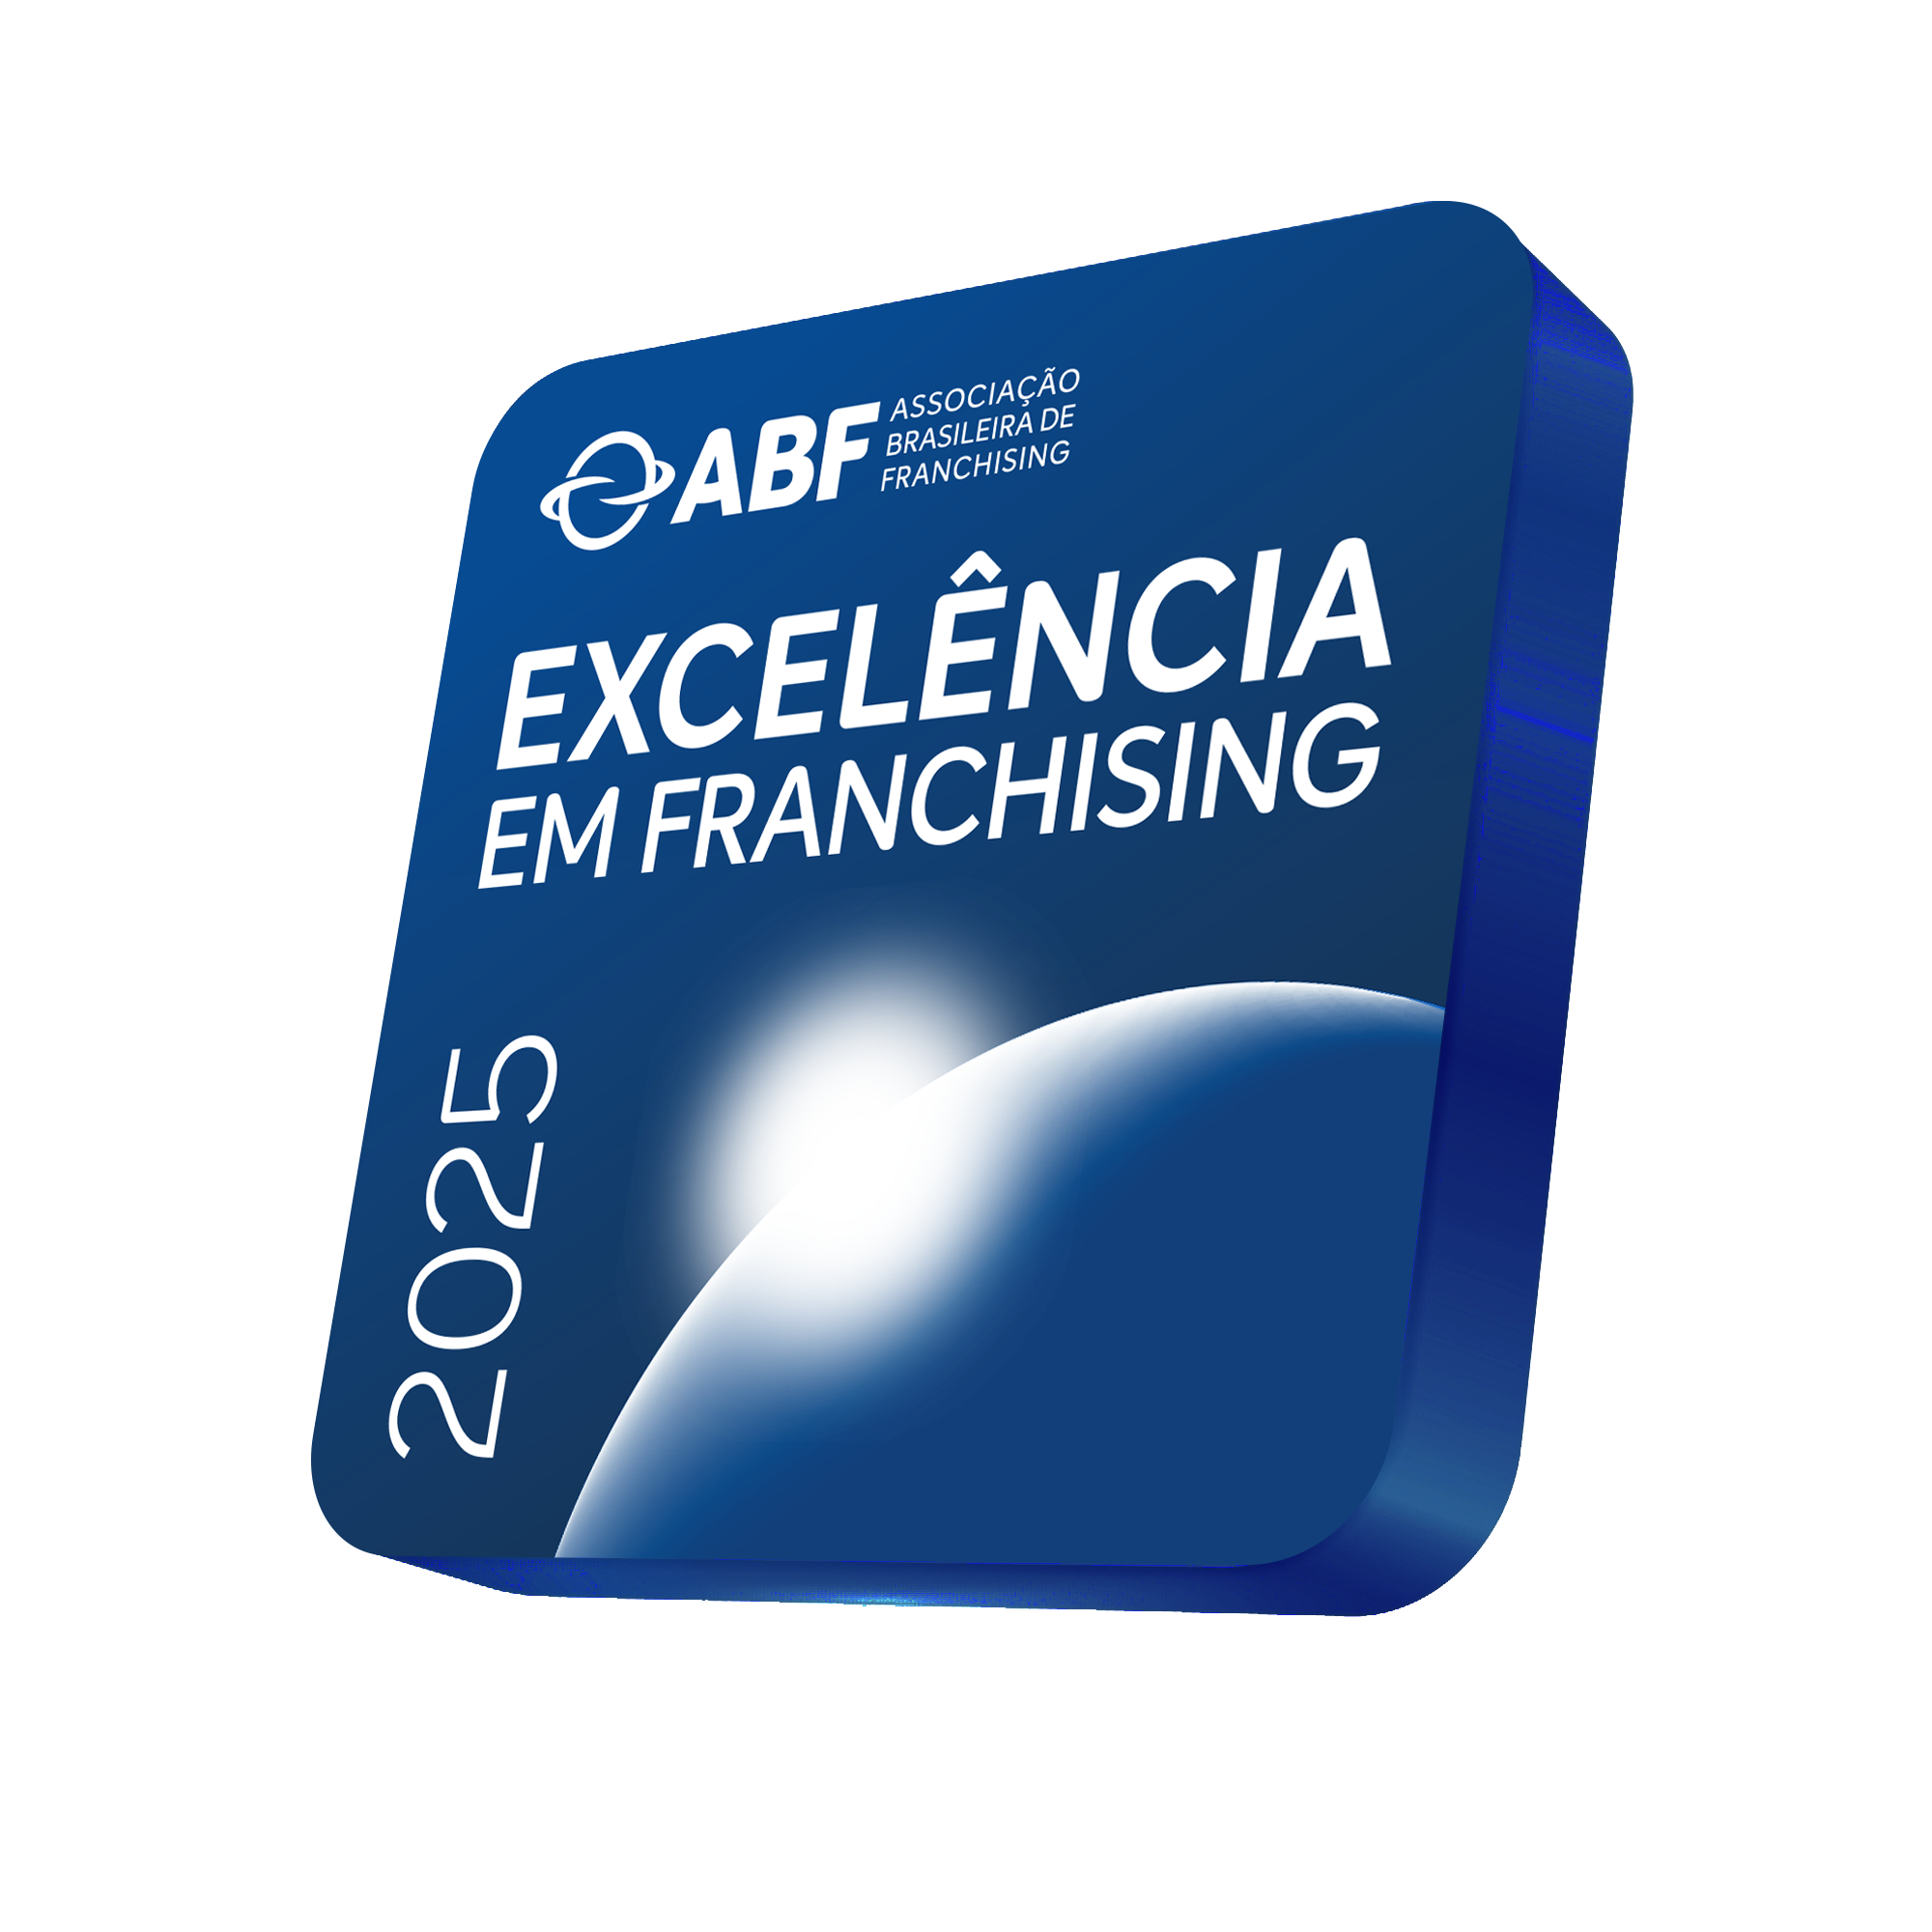 ABF
ASSOCIAÇÃO
BRASILEIRA DE
FRANCHISING
EXCELÊNCIA
EM FRANCHISING
2025